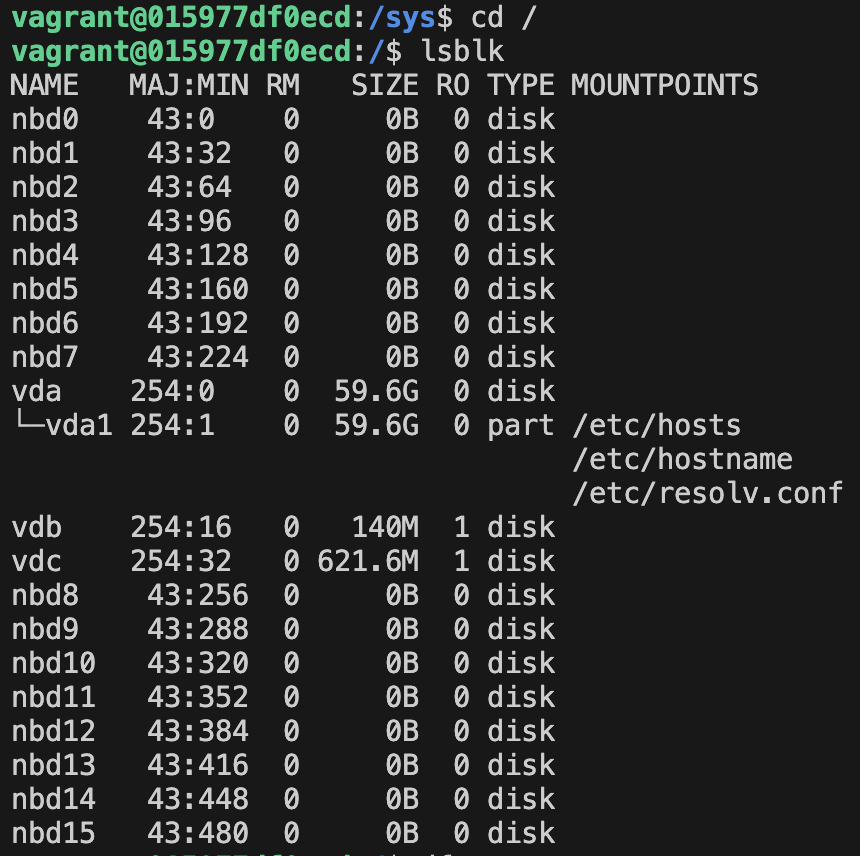 vagrant@015977df0ecd:/sys$ cd /
vagrant@015977df0ecd:/$ lsblk
NAME   MAJ:MIN RM   SIZE RO TYPE MOUNTPOINTS
nbd0    43:0    0     0B  0 disk
nbd1    43:32   0     0B  0 disk
nbd2    43:64   0     0B  0 disk
nbd3    43:96   0     0B  0 disk
nbd4    43:128  0     0B  0 disk
nbd5    43:160  0     0B  0 disk
nbd6    43:192  0     0B  0 disk
nbd7    43:224  0     0B  0 disk
vda    254:0    0  59.6G  0 disk
└─vda1 254:1    0  59.6G  0 part /etc/hosts
                                 /etc/hostname
                                 /etc/resolv.conf
vdb    254:16   0   140M  1 disk
vdc    254:32   0 621.6M  1 disk
nbd8    43:256  0     0B  0 disk
nbd9    43:288  0     0B  0 disk
nbd10   43:320  0     0B  0 disk
nbd11   43:352  0     0B  0 disk
nbd12   43:384  0     0B  0 disk
nbd13   43:416  0     0B  0 disk
nbd14   43:448  0     0B  0 disk
nbd15   43:480  0     0B  0 disk